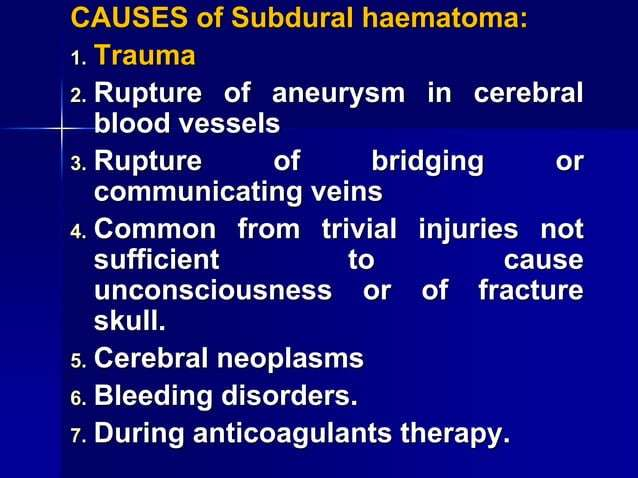 CAUSES of Subdural haematoma:
1. Trauma
2. Rupture of aneurysm in cerebral
blood vessels
3. Rupture of bridging or
communicating veins
4. Common from trivial injuries not
sufficient to cause
unconsciousness or of fracture
skull.
5. Cerebral neoplasms
6. Bleeding disorders.
7. During anticoagulants therapy.